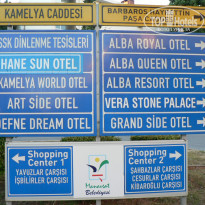 KAMELYA CADDESİ
SSK DİNLENME TESİSLERİ
HANE SUN OTEL
KAMELYA WORLD OTEL
ART SİDE OTEL
DEFNE DREAM OTEL
BARBAROS HAYRETTİN
PAŞA
ALBA ROYAL OTEL
ALBA QUEEN OTEL
ALBA RESORT OTEL
VERA STONE PALACE
GRAND SİDE OTEL
Shopping
Center 1
YAVUZLAR ÇARŞISI
İŞBİLİRLER ÇARŞISI
Manavgat
Belediyesi
Shopping
Center 2
ŞAHBAZLAR ÇARŞISI
CESURLAR ÇARŞISI
KİBAROĞLU ÇARŞISI